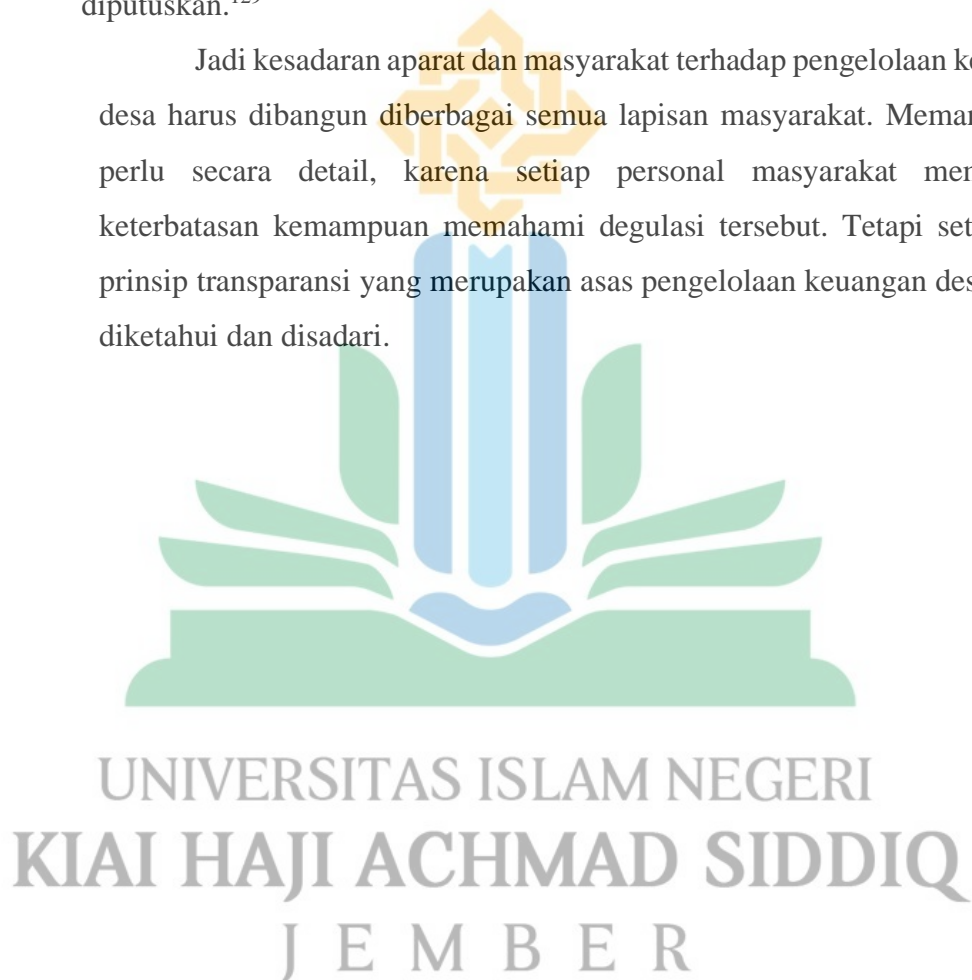 diputuskan.129
Jadi kesadaran aparat dan masyarakat terhadap pengelolaan
desa harus dibangun diberbagai semua lapisan masyarakat.
perlu secara detail, karena setiap personal masyarakat
keterbatasan kemampuan memahami degulasi tersebut. Tetapi
prinsip transparansi yang merupakan asas pengelolaan keuangan
diketahui dan disadari.
UNIVERSITAS ISLAM NEGERI
KIAI HAJI ACHMAD SIDDIQ
JEMBER